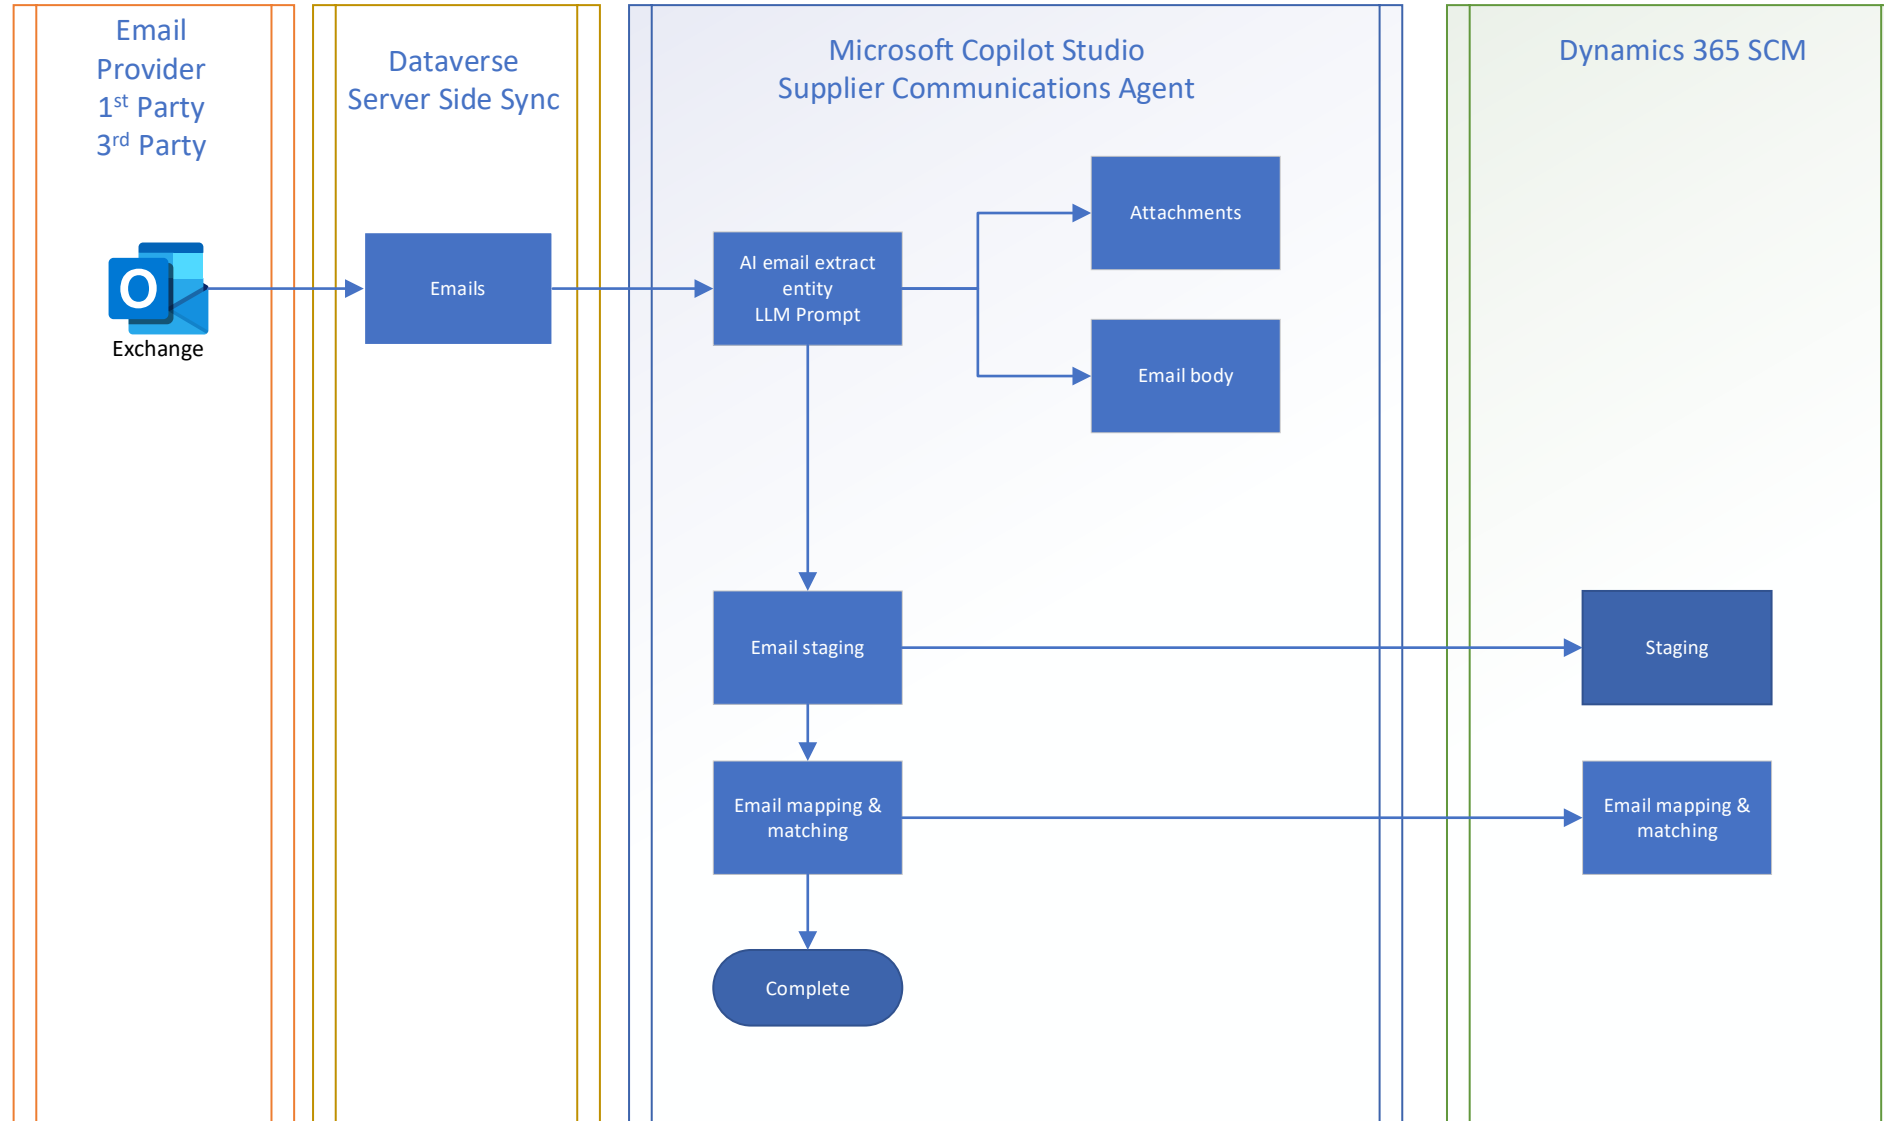 Email
Provider
1st Party
3rd Party
Dataverse
Server Side Sync
Microsoft Copilot Studio
Supplier Communications Agent
Dynamics 365 SCM
O
Exchange
Emails
AI email extract
entity
LLM Prompt
Attachments
Email body
Email staging
Staging
Email mapping &
matching
Email mapping &
matching
Complete